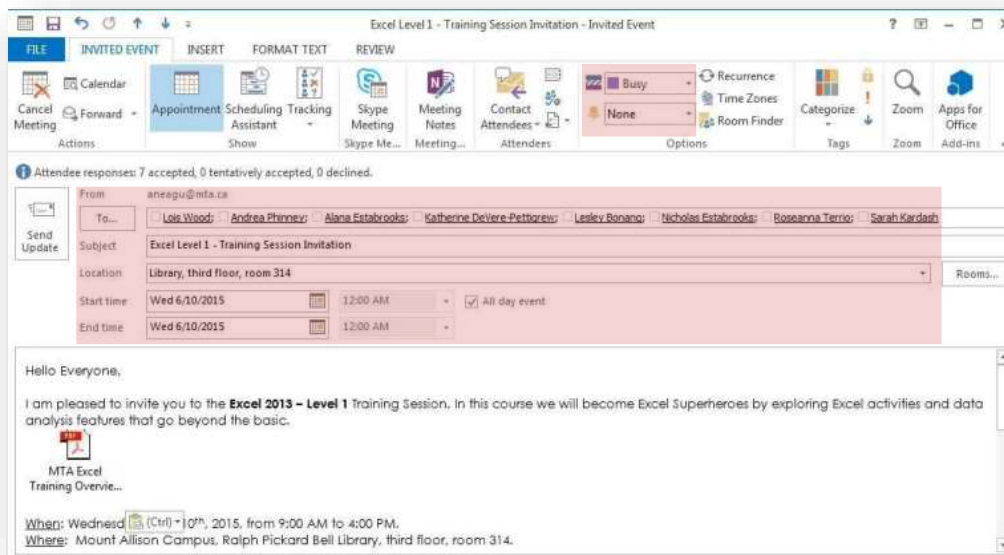 Excel Level 1 - Training Session Invitation - Invited Event
FILE INVITED EVENT INSERT FORMAT TEXT REVIEW
Cancel Meeting
Calendar
Forward
Actions
Appointment
Scheduling Assistant
Tracking
Show
Skype Meeting
Skype Me...
Meeting Notes
Meeting...
Contact Attendees
Attendees
Busy
None
Recurrence
Time Zones
Room Finder
Options
Categorize
Tags
Zoom
Zoom
Apps for Office
Add-ins
Attendee responses: 7 accepted, 0 tentatively accepted, 0 declined.
Send Update
From aneagu@mta.ca
To... Lois Wood; Andrea Phinney; Alana Estabrooks; Katherine DeVere-Pettigrew; Lesley Bonang; Nicholas Estabrooks; Roseanna Terrio; Sarah Kardash
Subject Excel Level 1 - Training Session Invitation
Location Library, third floor, room 314 Rooms...
Start time Wed 6/10/2015 12:00 AM All day event
End time Wed 6/10/2015 12:00 AM
Hello Everyone,
I am pleased to invite you to the Excel 2013 – Level 1 Training Session. In this course we will become Excel Superheroes by exploring Excel activities and data
analysis features that go beyond the basic.
PDF
MTA Excel
Training Overvie...
When: Wednesd (Ctrl) 10th, 2015, from 9:00 AM to 4:00 PM.
Where: Mount Allison Campus, Ralph Pickard Bell Library, third floor, room 314.